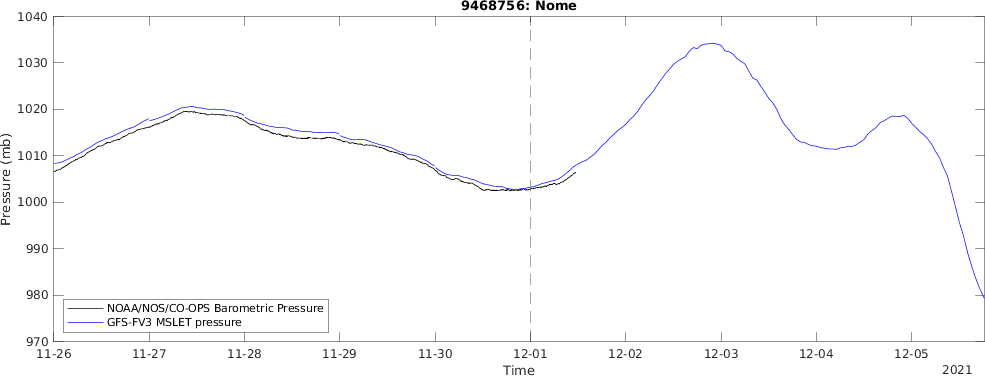 9468756: Nome
1040
1030
1020
1010
1000
990
980
970
Pressure (mb)
NOAA/NOS/CO-OPS Barometric Pressure
GFS-FV3 MSLET pressure
11-26 11-27 11-28 11-29 11-30 12-01 12-02 12-03 12-04 12-05
Time
2021